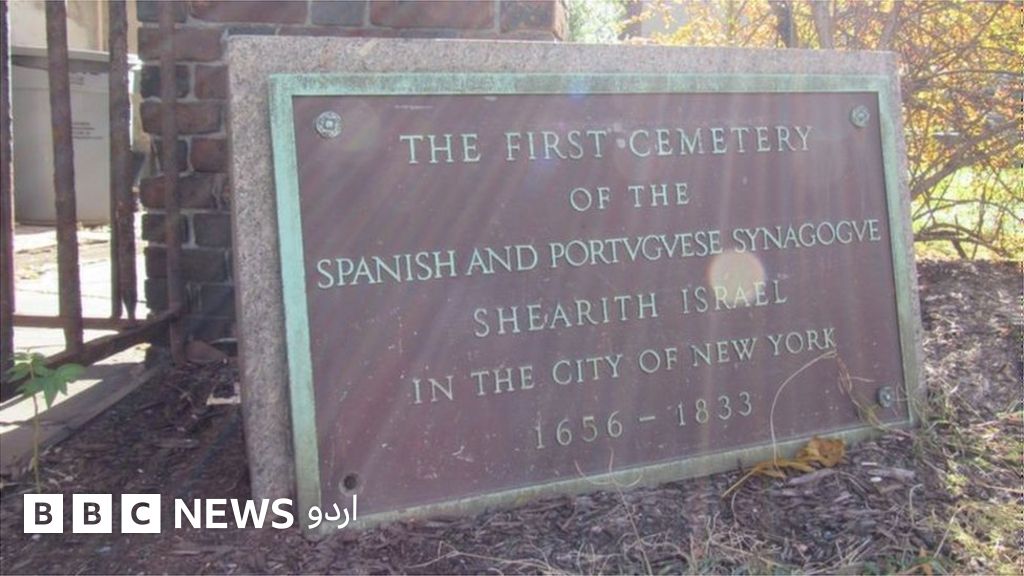 THE FIRST CEMETERY
OF THE
SPANISH AND PORTVGVESE SYNAGOGVE
SHEARITH ISRAEL
IN THE CITY OF NEW YORK
1656 - 1833
BBC NEWS اردو